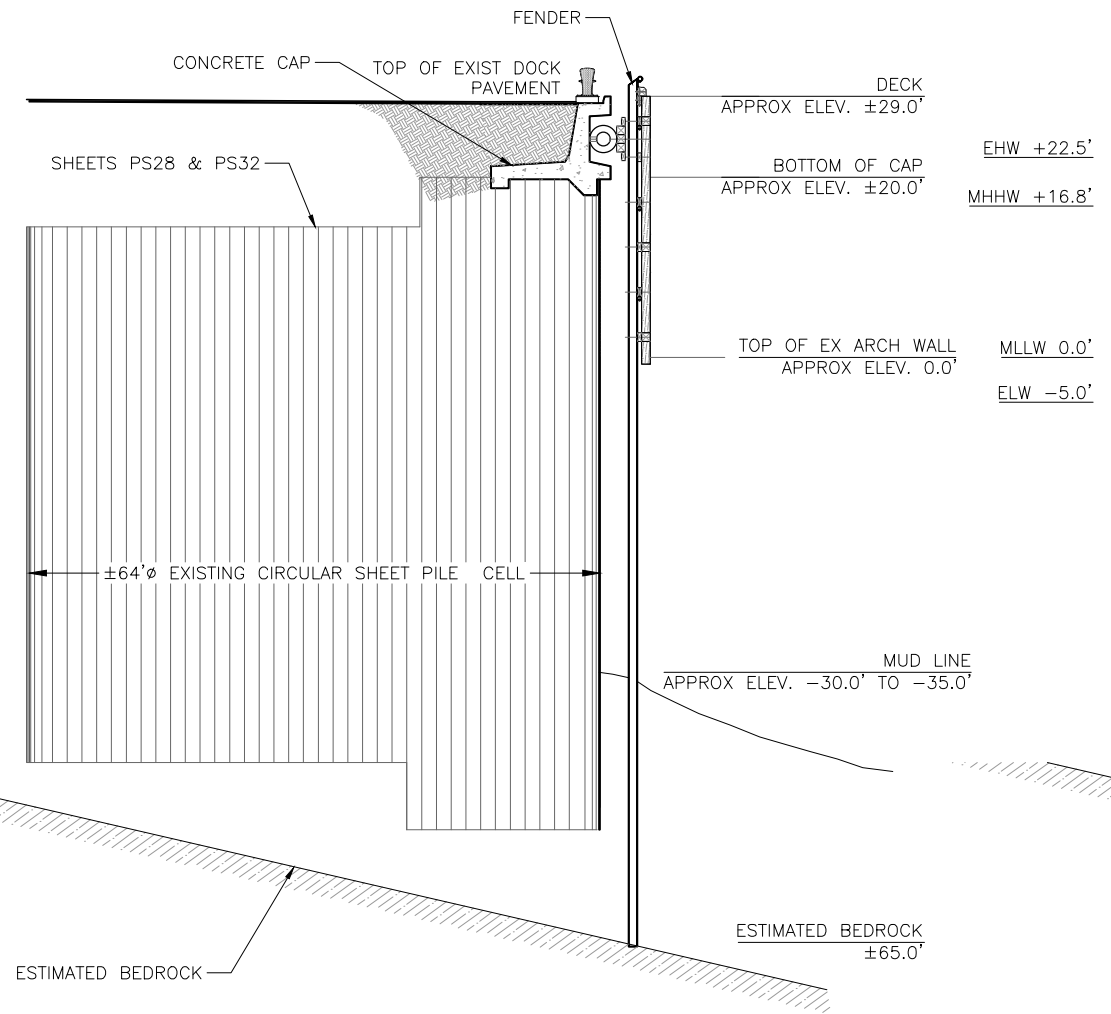 FENDER
CONCRETE CAP
TOP OF EXIST DOCK
PAVEMENT
DECK
APPROX ELEV. ±29.0'
EHW +22.5'
SHEETS PS28 & PS32
BOTTOM OF CAP
APPROX ELEV. ±20.0'
MHHW +16.8'
TOP OF EX ARCH WALL
APPROX ELEV. 0.0'
MLLW 0.0'
ELW −5.0'
±64'ø EXISTING CIRCULAR SHEET PILE CELL
MUD LINE
APPROX ELEV. −30.0' TO −35.0'
ESTIMATED BEDROCK
±65.0'
ESTIMATED BEDROCK